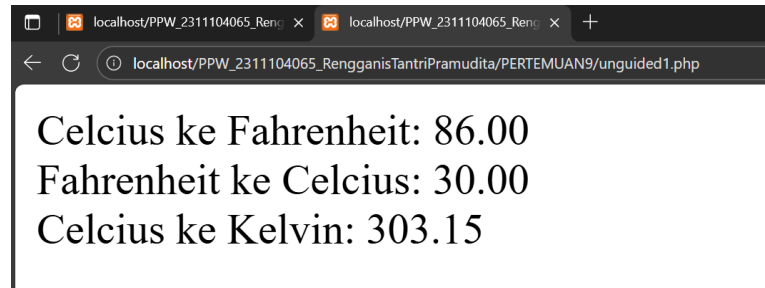 localhost/PPW_2311104065_Reng
localhost/PPW_2311104065_Reng
localhost/PPW_2311104065_RengganisTantriPramudita/PERTEMUAN9/unguided1.php
Celcius ke Fahrenheit: 86.00
Fahrenheit ke Celcius: 30.00
Celcius ke Kelvin: 303.15